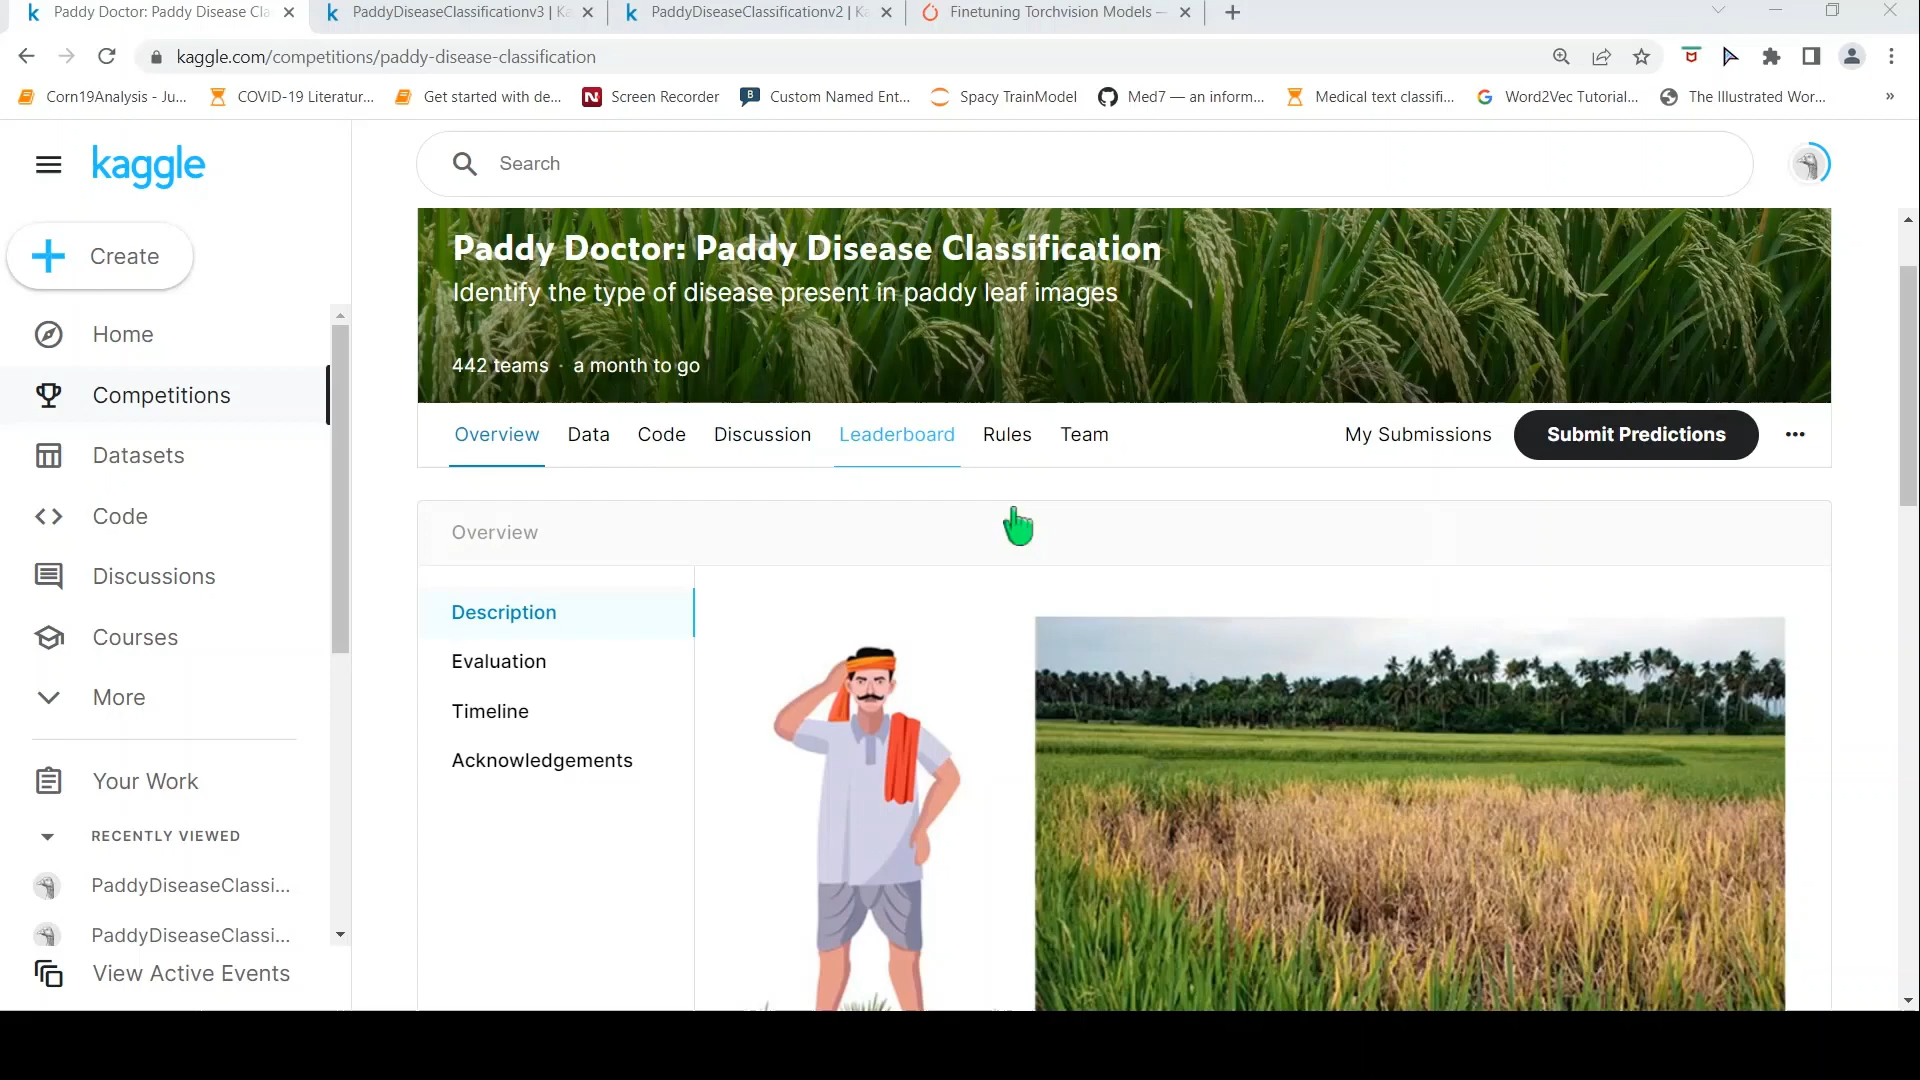 Paddy Doctor: Paddy Disease Cla
PaddyDiseaseClassificationv3 | Ka
PaddyDiseaseClassificationv2 | Ka
Finetuning Torchvision Models —
kaggle.com/competitions/paddy-disease-classification
Corn19Analysis - Ju...
COVID-19 Literatur...
Get started with de...
Screen Recorder
Custom Named Ent...
Spacy TrainModel
Med7 — an inform...
Medical text classifi...
Word2Vec Tutorial...
The Illustrated Wor...
»
kaggle
Search
Create
Home
Competitions
Datasets
Code
Discussions
Courses
More
Your Work
RECENTLY VIEWED
PaddyDiseaseClassi...
PaddyDiseaseClassi...
View Active Events
Paddy Doctor: Paddy Disease Classification
Identify the type of disease present in paddy leaf images
442 teams · a month to go
Overview Data Code Discussion Leaderboard Rules Team My Submissions Submit Predictions
Overview
Description
Evaluation
Timeline
Acknowledgements